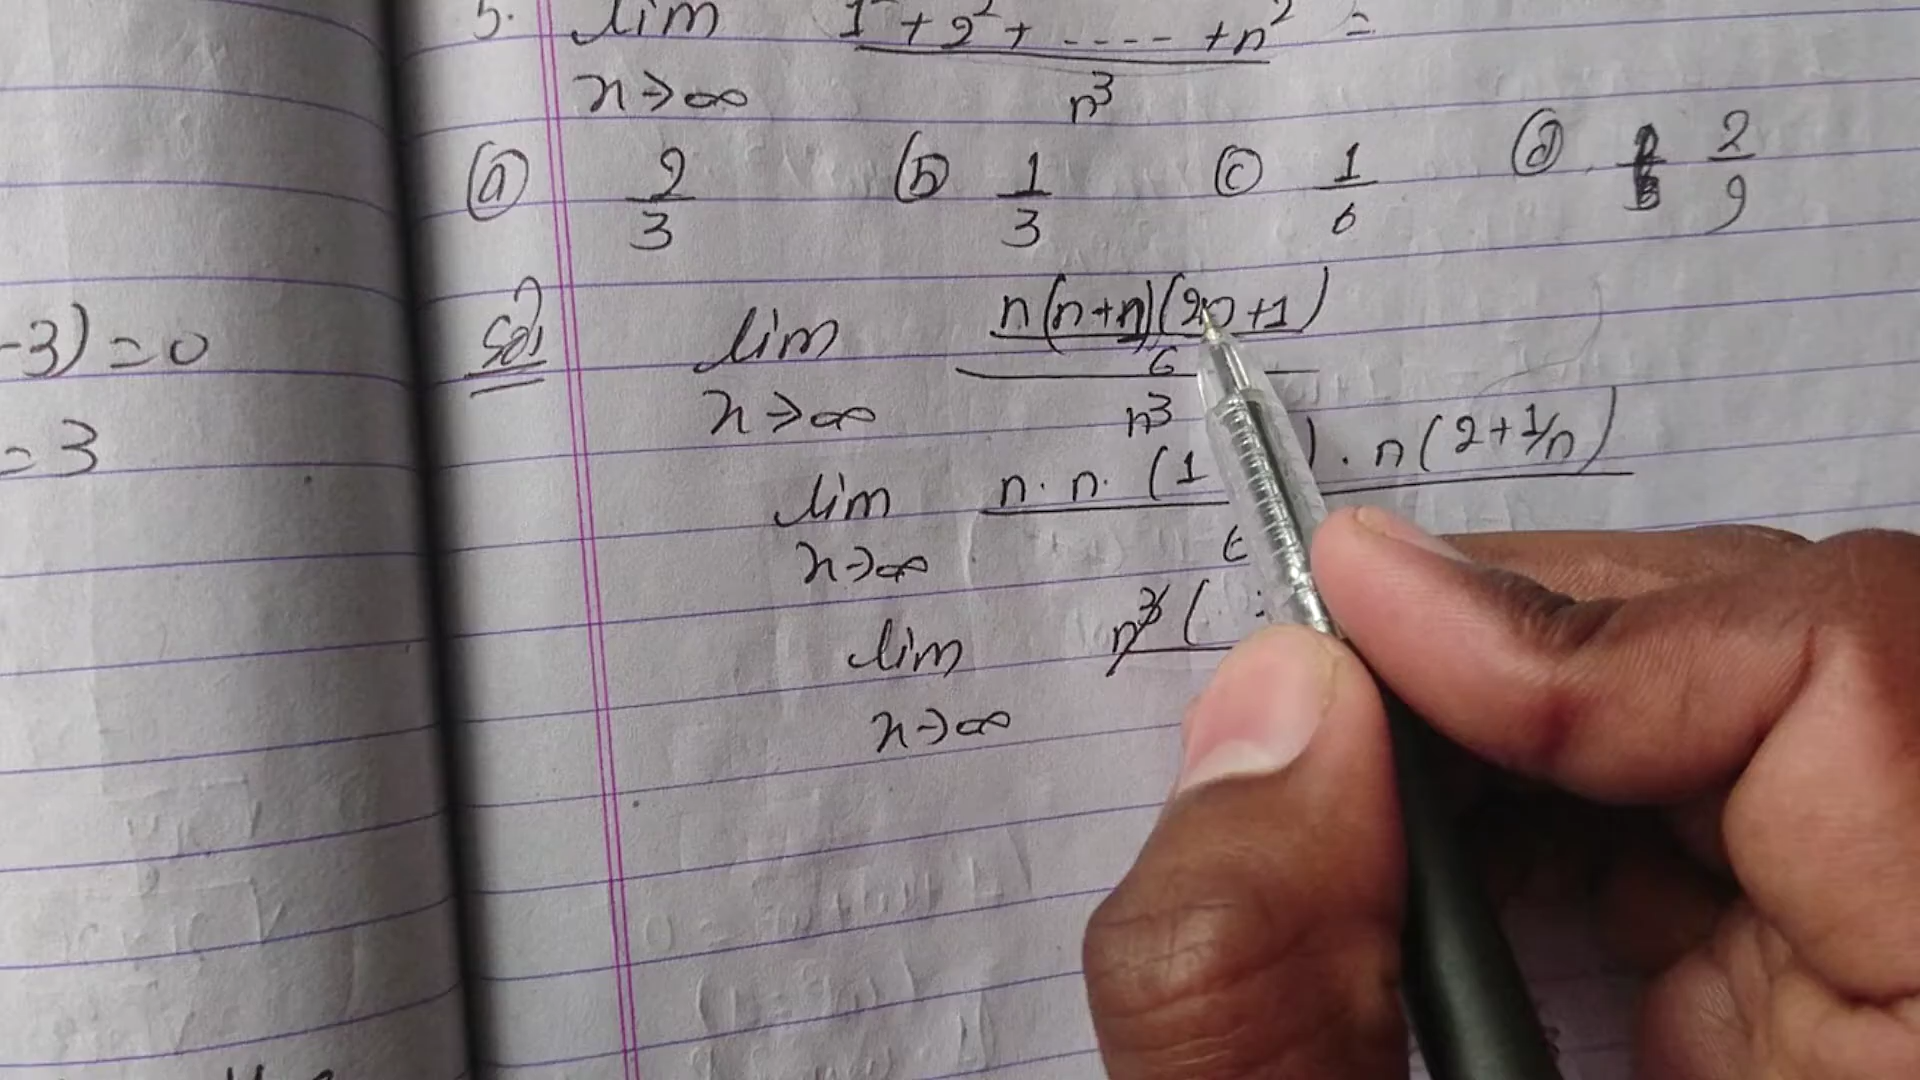 5. lim 1² + 2² + ---- + n² =
n→∞ n³
(a) 2/3 (b) 1/3 (c) 1/6 (d) 2/9
Sol
lim n(n+1)(2n+1)
6
n→∞ n³
lim n. n. (1 ) . n(2+1/n)
n→∞ 6
lim n³ (
n→∞
-3)=0
=3